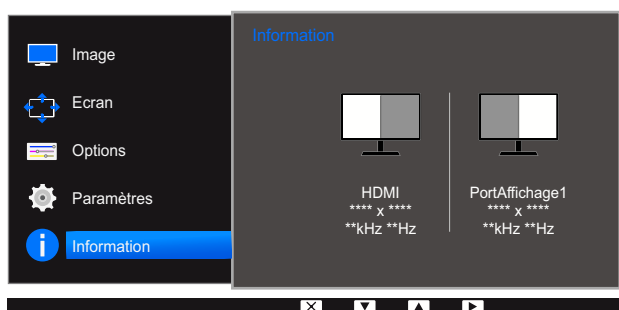 Information
Image
Ecran
Options
Paramètres
Information
HDMI
**** x ****
**kHz **Hz
PortAffichage1
**** x ****
**kHz **Hz